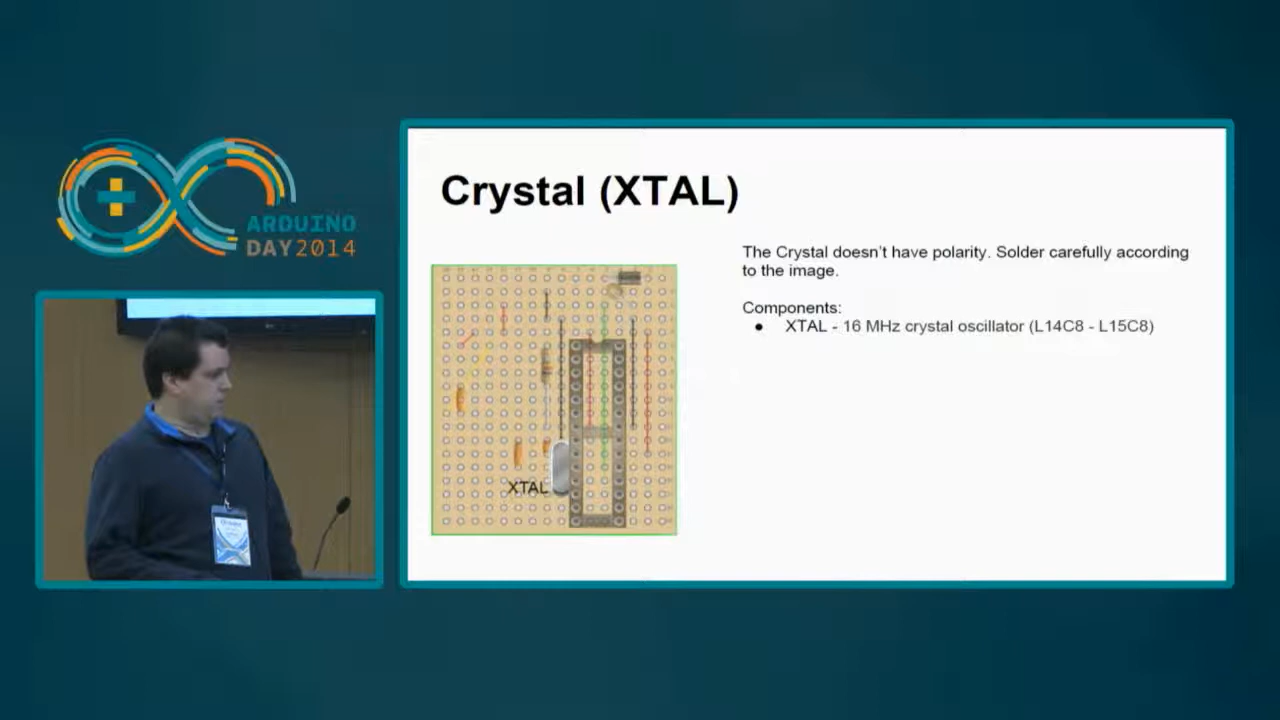 ARDUINO
DAY2014
Crystal (XTAL)
The Crystal doesn't have polarity. Solder carefully according
to the image.
Components:
● XTAL - 16 MHz crystal oscillator (L14C8 - L15C8)
XTAL